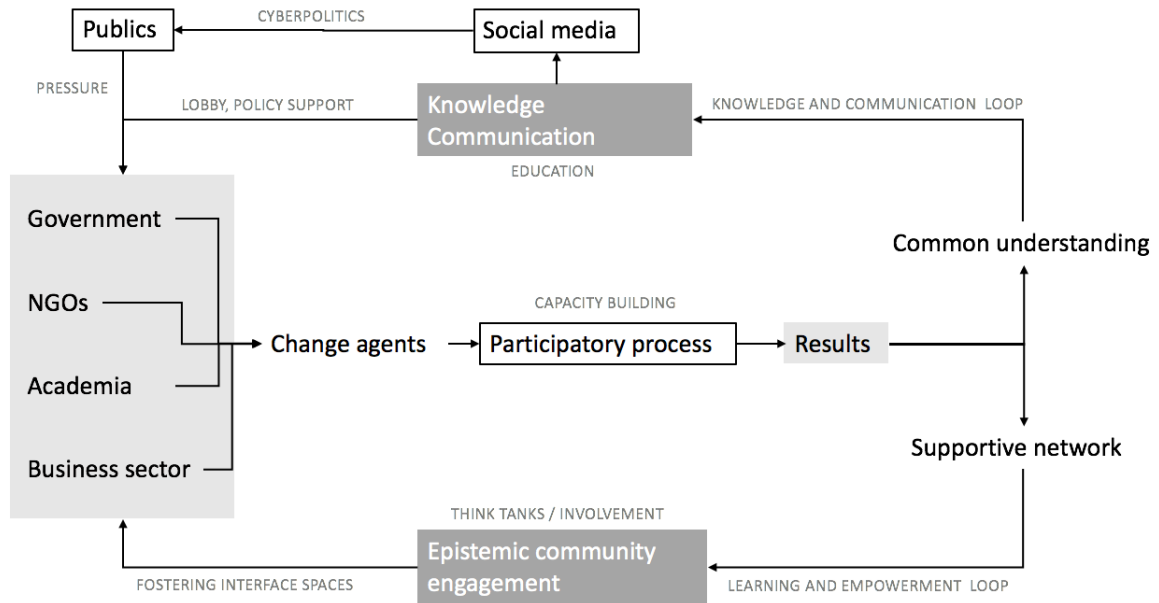 CYBERPOLITICS
Publics
Social media
PRESSURE
LOBBY, POLICY SUPPORT
Knowledge
Communication
KNOWLEDGE AND COMMUNICATION LOOP
EDUCATION
Government
Common understanding
NGOs
CAPACITY BUILDING
Change agents
Participatory process
Results
Academia
Supportive network
Business sector
THINK TANKS / INVOLVEMENT
Epistemic community
engagement
FOSTERING INTERFACE SPACES
LEARNING AND EMPOWERMENT LOOP